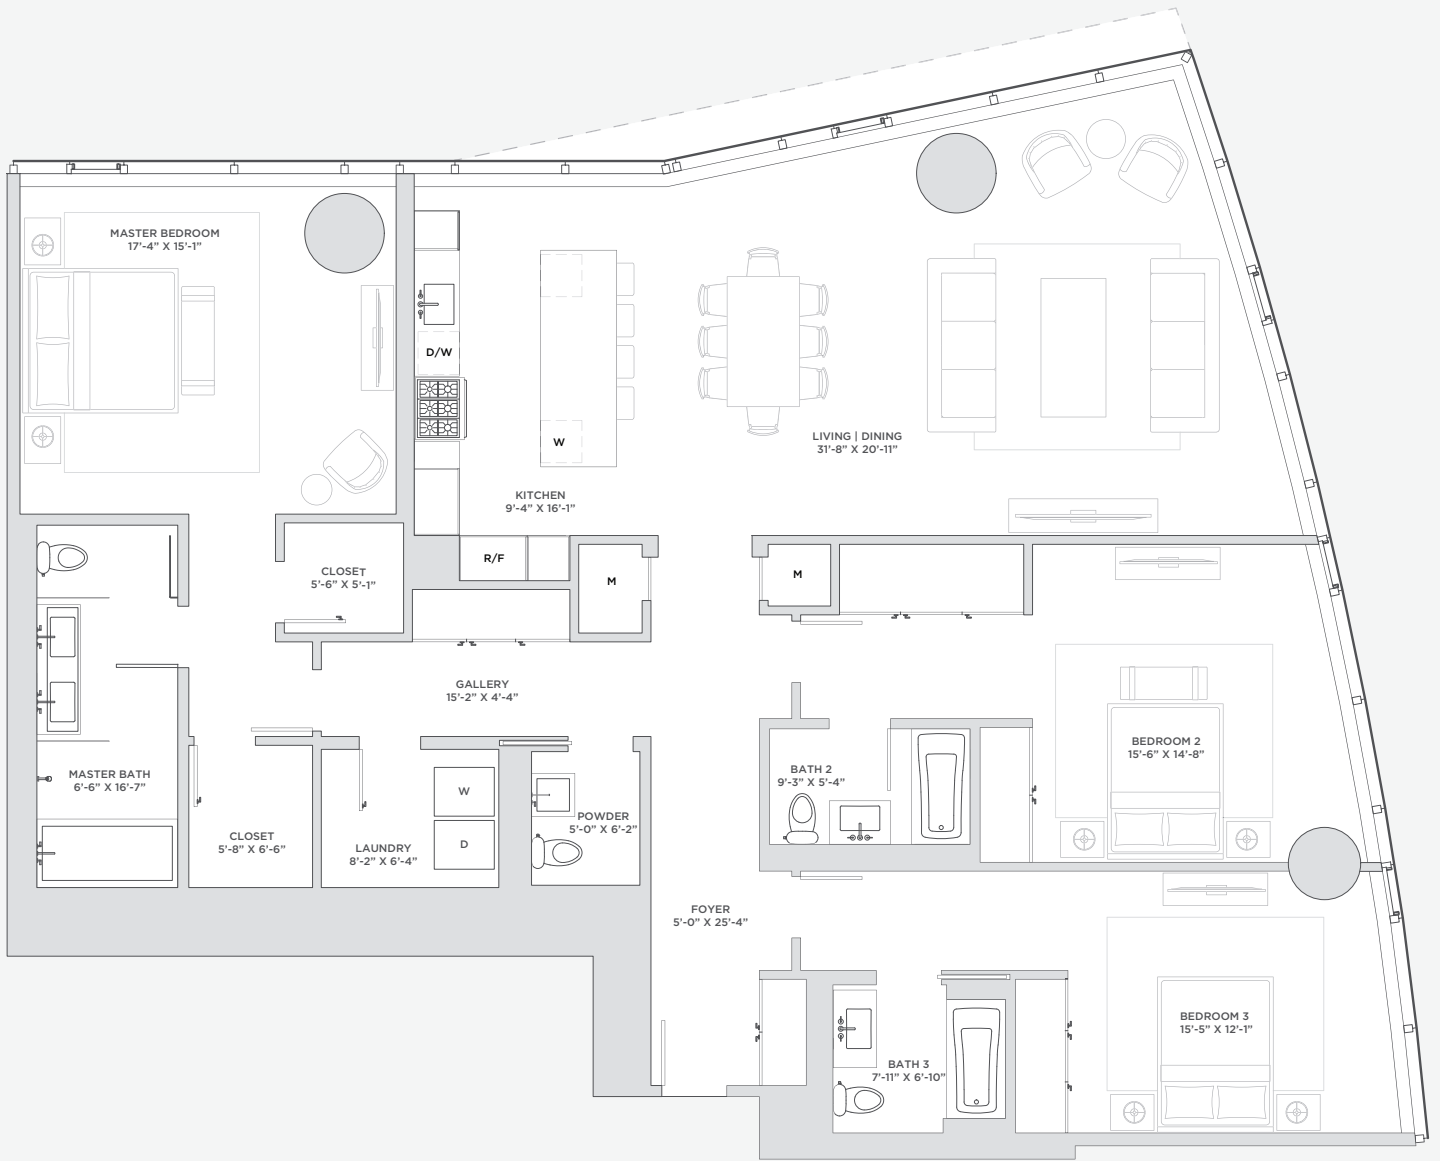 MASTER BEDROOM
17'-4” X 15'-1”
D/W
W
LIVING | DINING
31'-8” X 20'-11”
KITCHEN
9'-4” X 16'-1”
R/F
CLOSET
5'-6” X 5'-1”
M
M
GALLERY
15'-2” X 4'-4”
BEDROOM 2
15'-6” X 14'-8”
MASTER BATH
6'-6” X 16'-7”
BATH 2
9'-3” X 5'-4”
W
POWDER
5'-0” X 6'-2”
CLOSET
5'-8” X 6'-6”
LAUNDRY
8'-2” X 6'-4”
D
FOYER
5'-0” X 25'-4”
BEDROOM 3
15'-5” X 12'-1”
BATH 3
7'-11” X 6'-10”